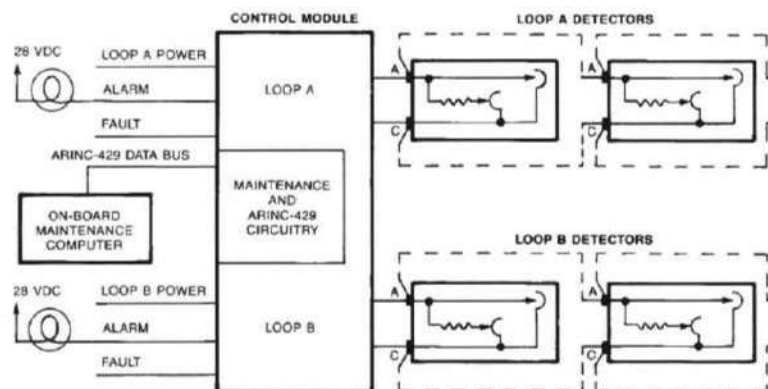 CONTROL MODULE
LOOP A DETECTORS
28 VDC
LOOP A POWER
ALARM
FAULT
LOOP A
A
C
A
C
ARINC-429 DATA BUS
ON-BOARD
MAINTENANCE
COMPUTER
MAINTENANCE
AND
ARINC-429
CIRCUITRY
LOOP B DETECTORS
28 VDC
LOOP B POWER
ALARM
FAULT
LOOP B
A
C
A
C